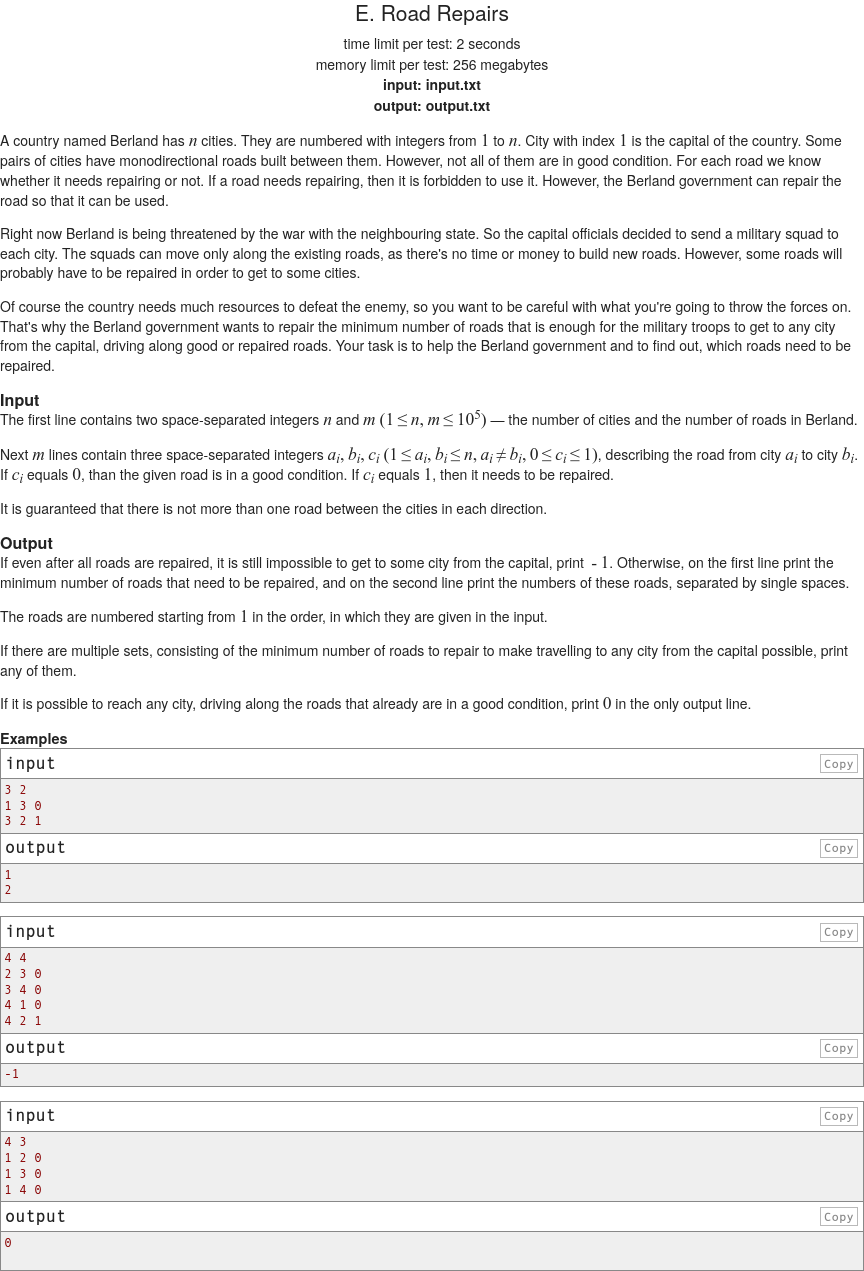 E. Road Repairs
time limit per test: 2 seconds
memory limit per test: 256 megabytes
input: input.txt
output: output.txt
A country named Berland has n cities. They are numbered with integers from 1 to n. City with index 1 is the capital of the country. Some
pairs of cities have monodirectional roads built between them. However, not all of them are in good condition. For each road we know
whether it needs repairing or not. If a road needs repairing, then it is forbidden to use it. However, the Berland government can repair the
road so that it can be used.
Right now Berland is being threatened by the war with the neighbouring state. So the capital officials decided to send a military squad to
each city. The squads can move only along the existing roads, as there's no time or money to build new roads. However, some roads will
probably have to be repaired in order to get to some cities.
Of course the country needs much resources to defeat the enemy, so you want to be careful with what you're going to throw the forces on.
That's why the Berland government wants to repair the minimum number of roads that is enough for the military troops to get to any city
from the capital, driving along good or repaired roads. Your task is to help the Berland government and to find out, which roads need to be
repaired.
Input
The first line contains two space-separated integers n and m (1 ≤ n, m ≤ 10⁵) — the number of cities and the number of roads in Berland.
Next m lines contain three space-separated integers aᵢ, bᵢ, cᵢ (1 ≤ aᵢ, bᵢ ≤ n, aᵢ ≠ bᵢ, 0 ≤ cᵢ ≤ 1), describing the road from city aᵢ to city bᵢ.
If cᵢ equals 0, than the given road is in a good condition. If cᵢ equals 1, then it needs to be repaired.
It is guaranteed that there is not more than one road between the cities in each direction.
Output
If even after all roads are repaired, it is still impossible to get to some city from the capital, print  - 1. Otherwise, on the first line print the
minimum number of roads that need to be repaired, and on the second line print the numbers of these roads, separated by single spaces.
The roads are numbered starting from 1 in the order, in which they are given in the input.
If there are multiple sets, consisting of the minimum number of roads to repair to make travelling to any city from the capital possible, print
any of them.
If it is possible to reach any city, driving along the roads that already are in a good condition, print 0 in the only output line.
Examples
input Copy
3 2
1 3 0
3 2 1
output Copy
1
2
input Copy
4 4
2 3 0
3 4 0
4 1 0
4 2 1
output Copy
-1
input Copy
4 3
1 2 0
1 3 0
1 4 0
output Copy
0